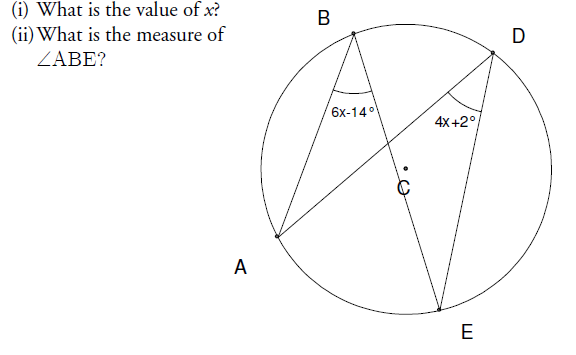 (i) What is the value of x?
(ii) What is the measure of
∠ABE?
B
D
6x-14°
4x+2°
C
A
E